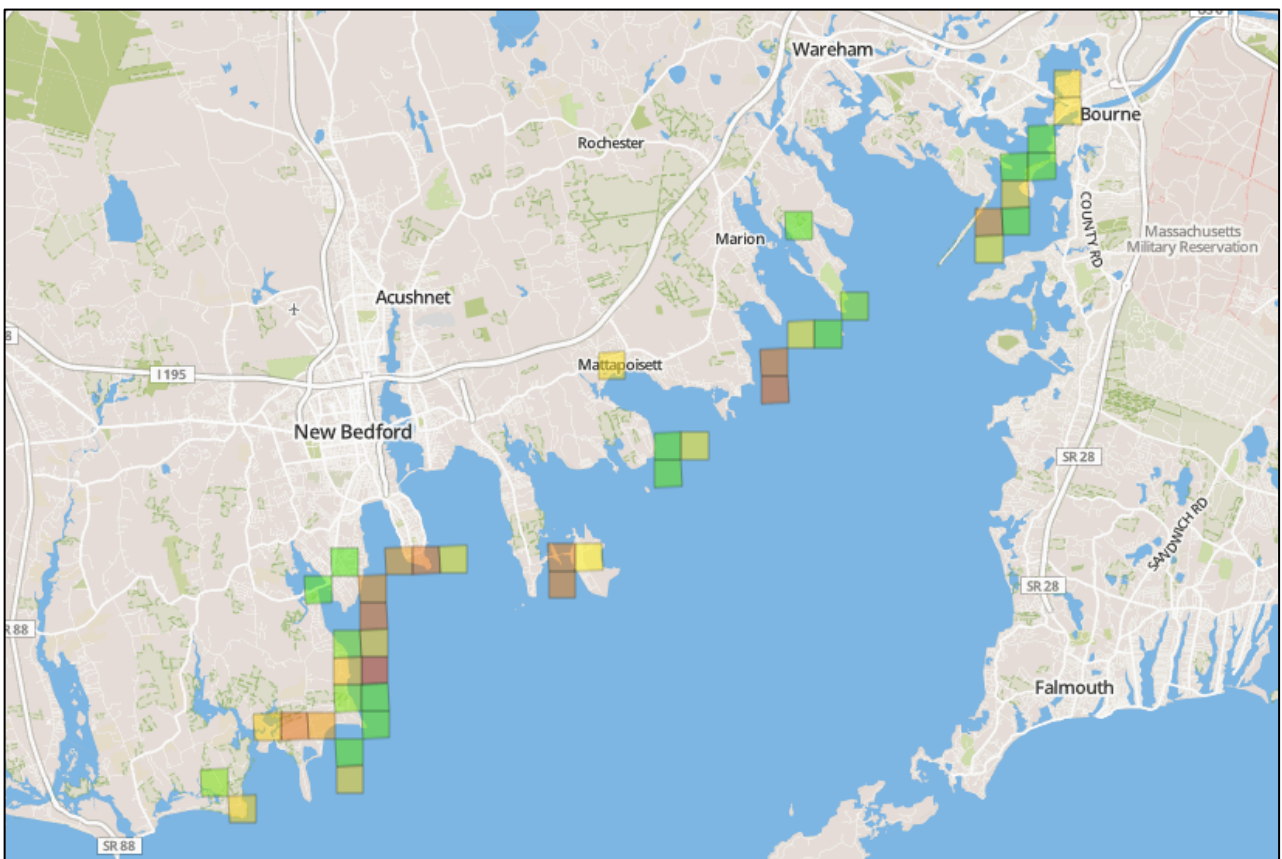 Wareham
Bourne
Rochester
COUNTY RD
Marion
Massachusetts
Military Reservation
Acushnet
8
Mattapoisett
I 195
New Bedford
SR 28
SANDWICH RD
SR 28
R 88
Falmouth
SR 88